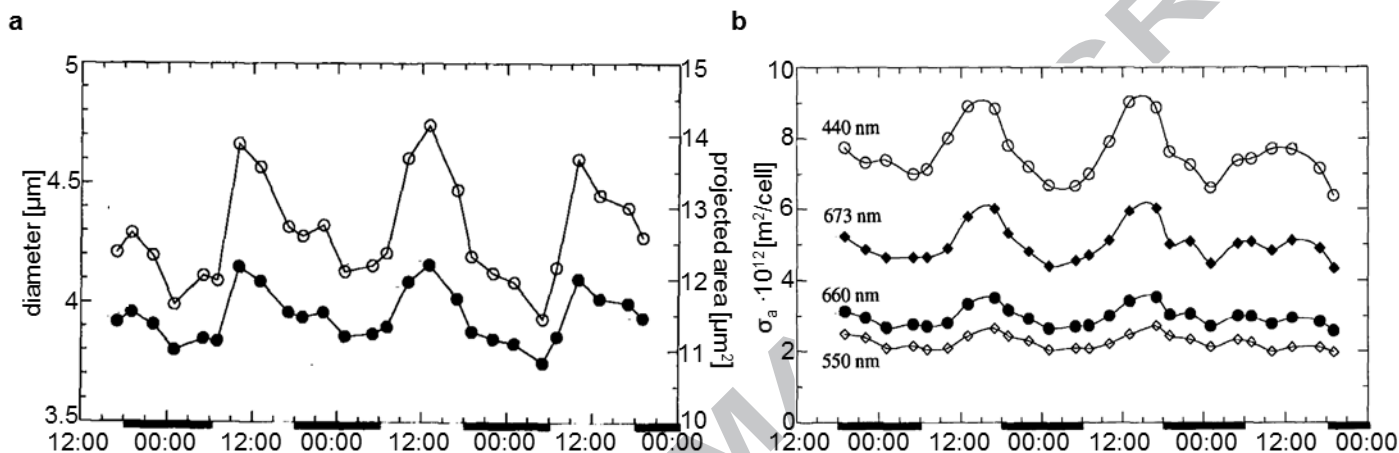 a
b
5
4.5
4
3.5
diameter [µm]
15
14
13
12
11
10
projected area [µm²]
12:00 00:00 12:00 00:00 12:00 00:00 12:00 00:00
10
8
6
4
2
0
σₐ ·10¹² [m²/cell]
440 nm
673 nm
660 nm
550 nm
12:00 00:00 12:00 00:00 12:00 00:00 12:00 00:00